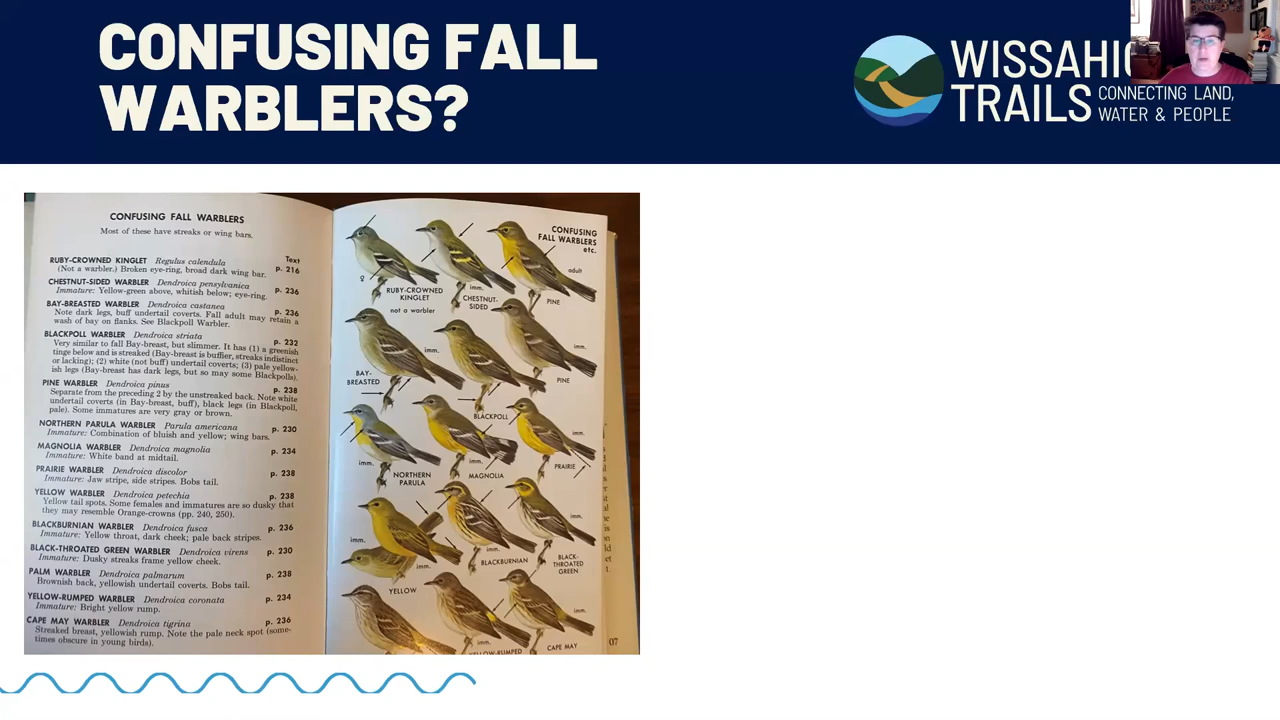 CONFUSING FALL
WARBLERS?
WISSAHIC
TRAILS
CONNECTING LAND,
WATER & PEOPLE
CONFUSING FALL WARBLERS
Most of these have streaks or wing bars.
Text
RUBY-CROWNED KINGLET Regulus calendula
(Not a warbler.) Broken eye-ring, broad dark wing bar. p. 216
CHESTNUT-SIDED WARBLER Dendroica pensylvanica
Immature: Yellow-green above, whitish below; eye-ring. p. 236
BAY-BREASTED WARBLER Dendroica castanea p. 236
Note dark legs, buff undertail coverts. Fall adult may retain a
wash of bay on flanks. See Blackpoll Warbler.
BLACKPOLL WARBLER Dendroica striata p. 232
Very similar to fall Bay-breast, but slimmer. It has (1) a greenish
tinge below and is streaked (Bay-breast is buffier, streaks indistinct
or lacking); (2) white (not buff) undertail coverts; (3) pale yellow-
ish legs (Bay-breast has dark legs, but so may some Blackpolls).
PINE WARBLER Dendroica pinus p. 238
Separate from the preceding 2 by the unstreaked back. Note white
undertail coverts (in Bay-breast, buff), black legs (in Blackpoll,
pale). Some immatures are very gray or brown.
NORTHERN PARULA WARBLER Parula americana p. 230
Immature: Combination of bluish and yellow; wing bars.
MAGNOLIA WARBLER Dendroica magnolia p. 234
Immature: White band at midtail.
PRAIRIE WARBLER Dendroica discolor p. 238
Immature: Jaw stripe, side stripes. Bobs tail.
YELLOW WARBLER Dendroica petechia p. 238
Yellow tail spots. Some females and immatures are so dusky that
they may resemble Orange-crowns (pp. 240, 250).
BLACKBURNIAN WARBLER Dendroica fusca p. 236
Immature: Yellow throat, dark cheek; pale back stripes.
BLACK-THROATED GREEN WARBLER Dendroica virens p. 230
Immature: Dusky streaks frame yellow cheek.
PALM WARBLER Dendroica palmarum p. 238
Brownish back, yellowish undertail coverts. Bobs tail.
YELLOW-RUMPED WARBLER Dendroica coronata p. 234
Immature: Bright yellow rump.
CAPE MAY WARBLER Dendroica tigrina p. 236
Streaked breast, yellowish rump. Note the pale neck spot (some-
times obscure in young birds).
CONFUSING
FALL WARBLERS
etc.
adult
♀
RUBY-CROWNED
KINGLET
not a warbler
imm.
CHESTNUT-
SIDED
PINE
imm.
imm.
BAY-
BREASTED
PINE
BLACKPOLL
imm.
imm.
imm.
NORTHERN
PARULA
MAGNOLIA
PRAIRIE
imm.
imm.
imm.
imm.
YELLOW
BLACKBURNIAN
BLACK-
THROATED
GREEN
imm.
imm.
YELLOW-RUMPED
CAPE MAY
07